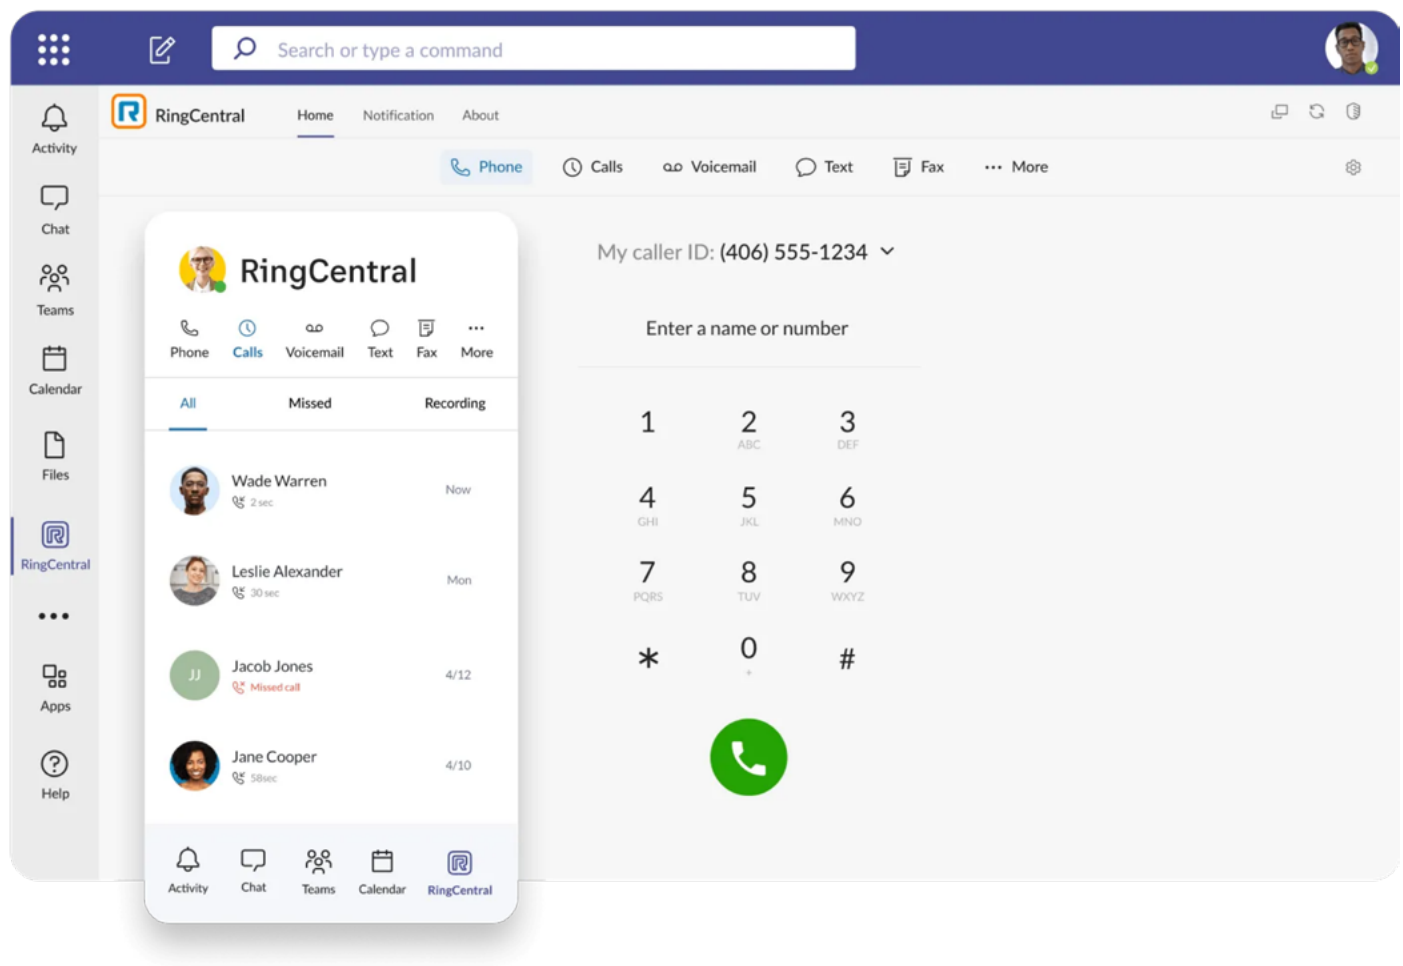 Search or type a command
RingCentral Home Notification About
Phone Calls Voicemail Text Fax More
Activity
Chat
Teams
Calendar
Files
RingCentral
Apps
Help
RingCentral
Phone Calls Voicemail Text Fax More
All Missed Recording
Wade Warren
2 sec
Now
Leslie Alexander
30 sec
Mon
JJ
Jacob Jones
Missed call
4/12
Jane Cooper
58sec
4/10
Activity Chat Teams Calendar RingCentral
My caller ID: (406) 555-1234
Enter a name or number
1 2 3
ABC DEF
4 5 6
GHI JKL MNO
7 8 9
PQRS TUV WXYZ
* 0 #
+